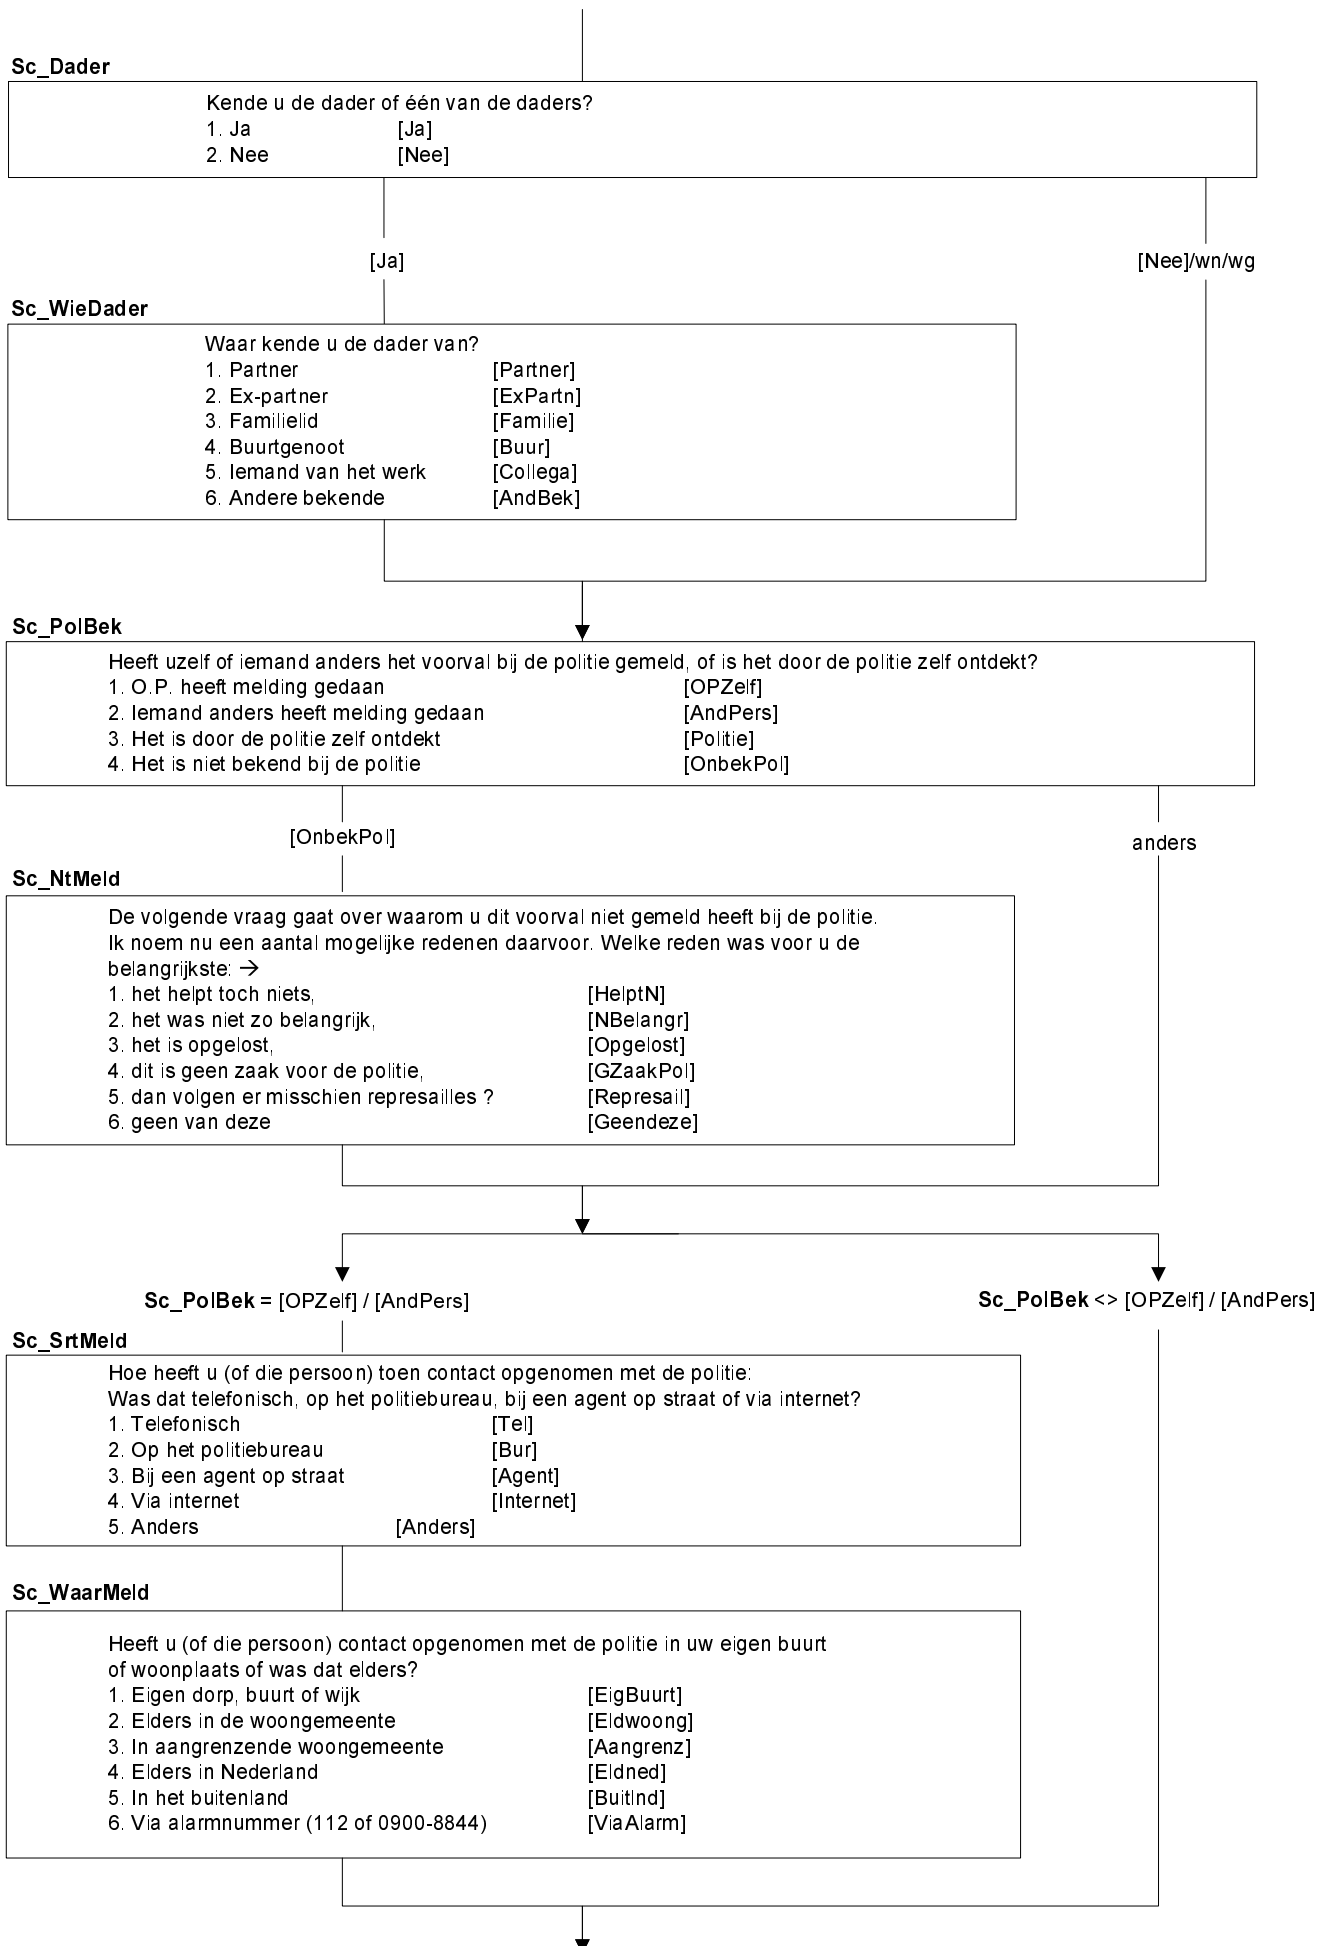 Sc_Dader
Kende u de dader of één van de daders?
1. Ja [Ja]
2. Nee [Nee]
[Ja] [Nee]/wn/wg
Sc_WieDader
Waar kende u de dader van?
1. Partner [Partner]
2. Ex-partner [ExPartn]
3. Familielid [Familie]
4. Buurtgenoot [Buur]
5. Iemand van het werk [Collega]
6. Andere bekende [AndBek]
Sc_PolBek
Heeft uzelf of iemand anders het voorval bij de politie gemeld, of is het door de politie zelf ontdekt?
1. O.P. heeft melding gedaan [OPZelf]
2. Iemand anders heeft melding gedaan [AndPers]
3. Het is door de politie zelf ontdekt [Politie]
4. Het is niet bekend bij de politie [OnbekPol]
[OnbekPol] anders
Sc_NtMeld
De volgende vraag gaat over waarom u dit voorval niet gemeld heeft bij de politie.
Ik noem nu een aantal mogelijke redenen daarvoor. Welke reden was voor u de
belangrijkste: →
1. het helpt toch niets, [HelptN]
2. het was niet zo belangrijk, [NBelangr]
3. het is opgelost, [Opgelost]
4. dit is geen zaak voor de politie, [GZaakPol]
5. dan volgen er misschien represailles ? [Represail]
6. geen van deze [Geendeze]
Sc_PolBek = [OPZelf] / [AndPers] Sc_PolBek <> [OPZelf] / [AndPers]
Sc_SrtMeld
Hoe heeft u (of die persoon) toen contact opgenomen met de politie:
Was dat telefonisch, op het politiebureau, bij een agent op straat of via internet?
1. Telefonisch [Tel]
2. Op het politiebureau [Bur]
3. Bij een agent op straat [Agent]
4. Via internet [Internet]
5. Anders [Anders]
Sc_WaarMeld
Heeft u (of die persoon) contact opgenomen met de politie in uw eigen buurt
of woonplaats of was dat elders?
1. Eigen dorp, buurt of wijk [EigBuurt]
2. Elders in de woongemeente [Eldwoong]
3. In aangrenzende woongemeente [Aangrenz]
4. Elders in Nederland [Eldned]
5. In het buitenland [Buitlnd]
6. Via alarmnummer (112 of 0900-8844) [ViaAlarm]